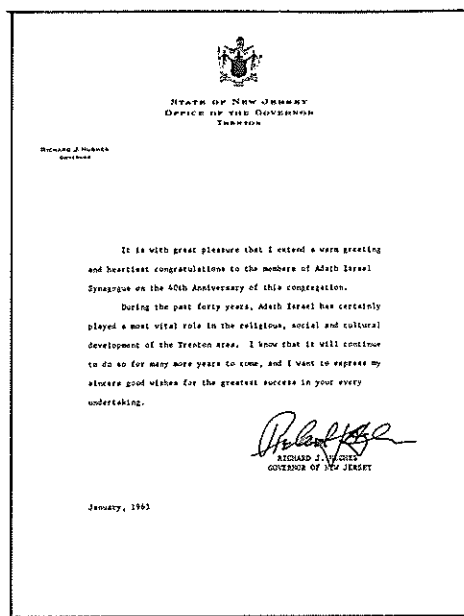 STATE OF NEW JERSEY
OFFICE OF THE GOVERNOR
TRENTON
RICHARD J. HUGHES
GOVERNOR
It is with great pleasure that I extend a warm greeting
and heartiest congratulations to the members of Adath Israel
Synagogue on the 40th Anniversary of this congregation.
During the past forty years, Adath Israel has certainly
played a most vital role in the religious, social and cultural
development of the Trenton area. I know that it will continue
to do so for many more years to come, and I want to express my
sincere good wishes for the greatest success in your every
undertaking.
RICHARD J. HUGHES
GOVERNOR OF NEW JERSEY
January, 1963